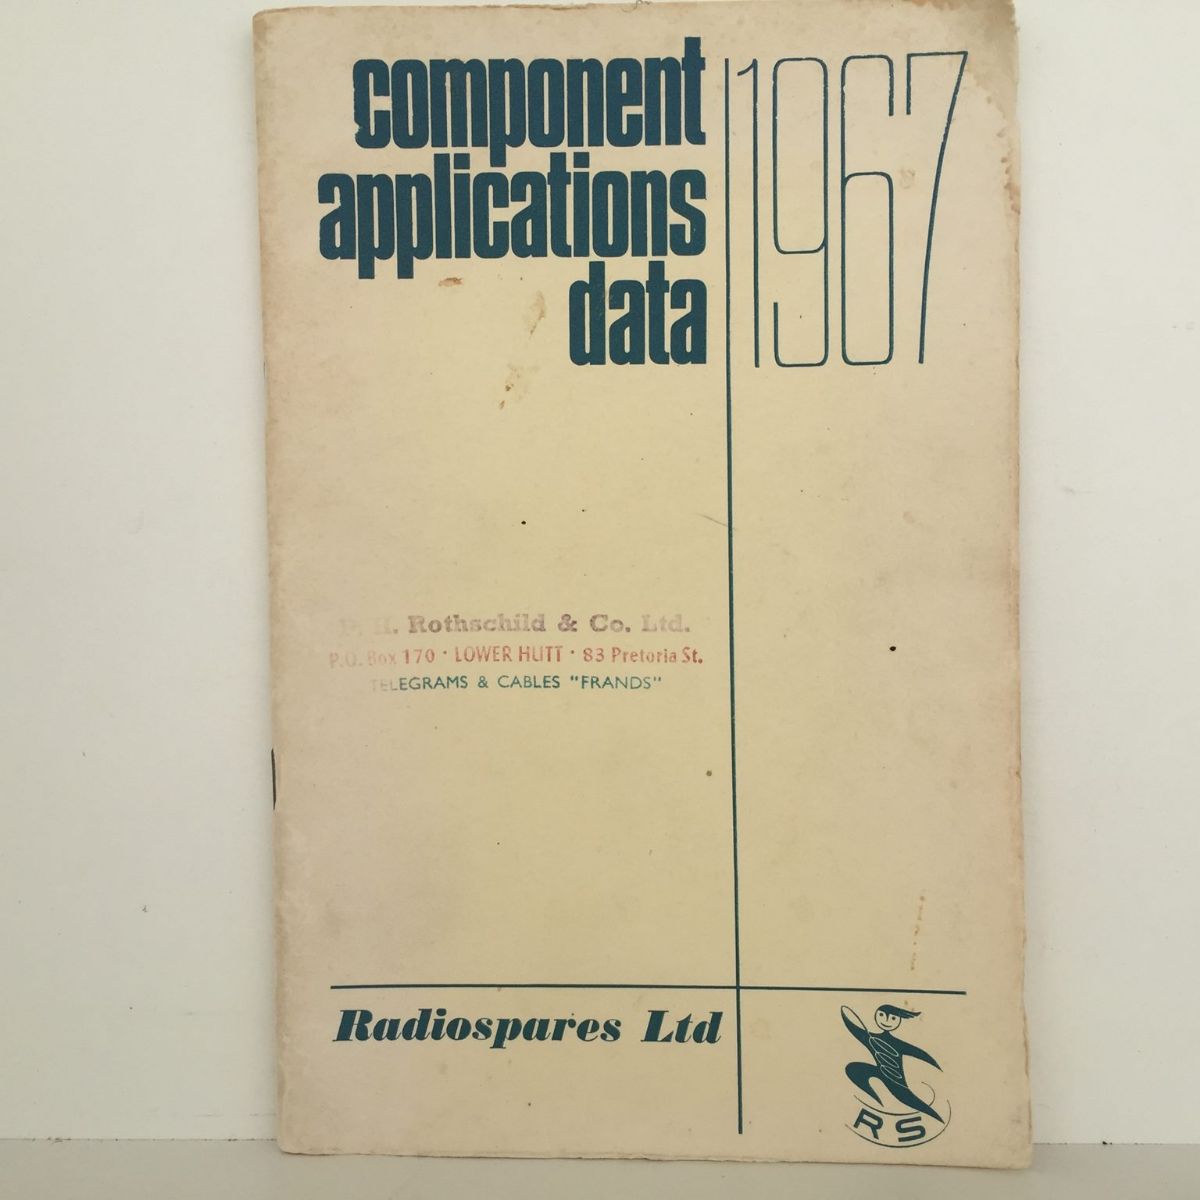 component
applications
data
1967
H. Rothschild & Co. Ltd.
P.O. Box 170 · LOWER HUTT · 83 Pretoria St.
TELEGRAMS & CABLES "FRANDS"
Radiospares Ltd
RS